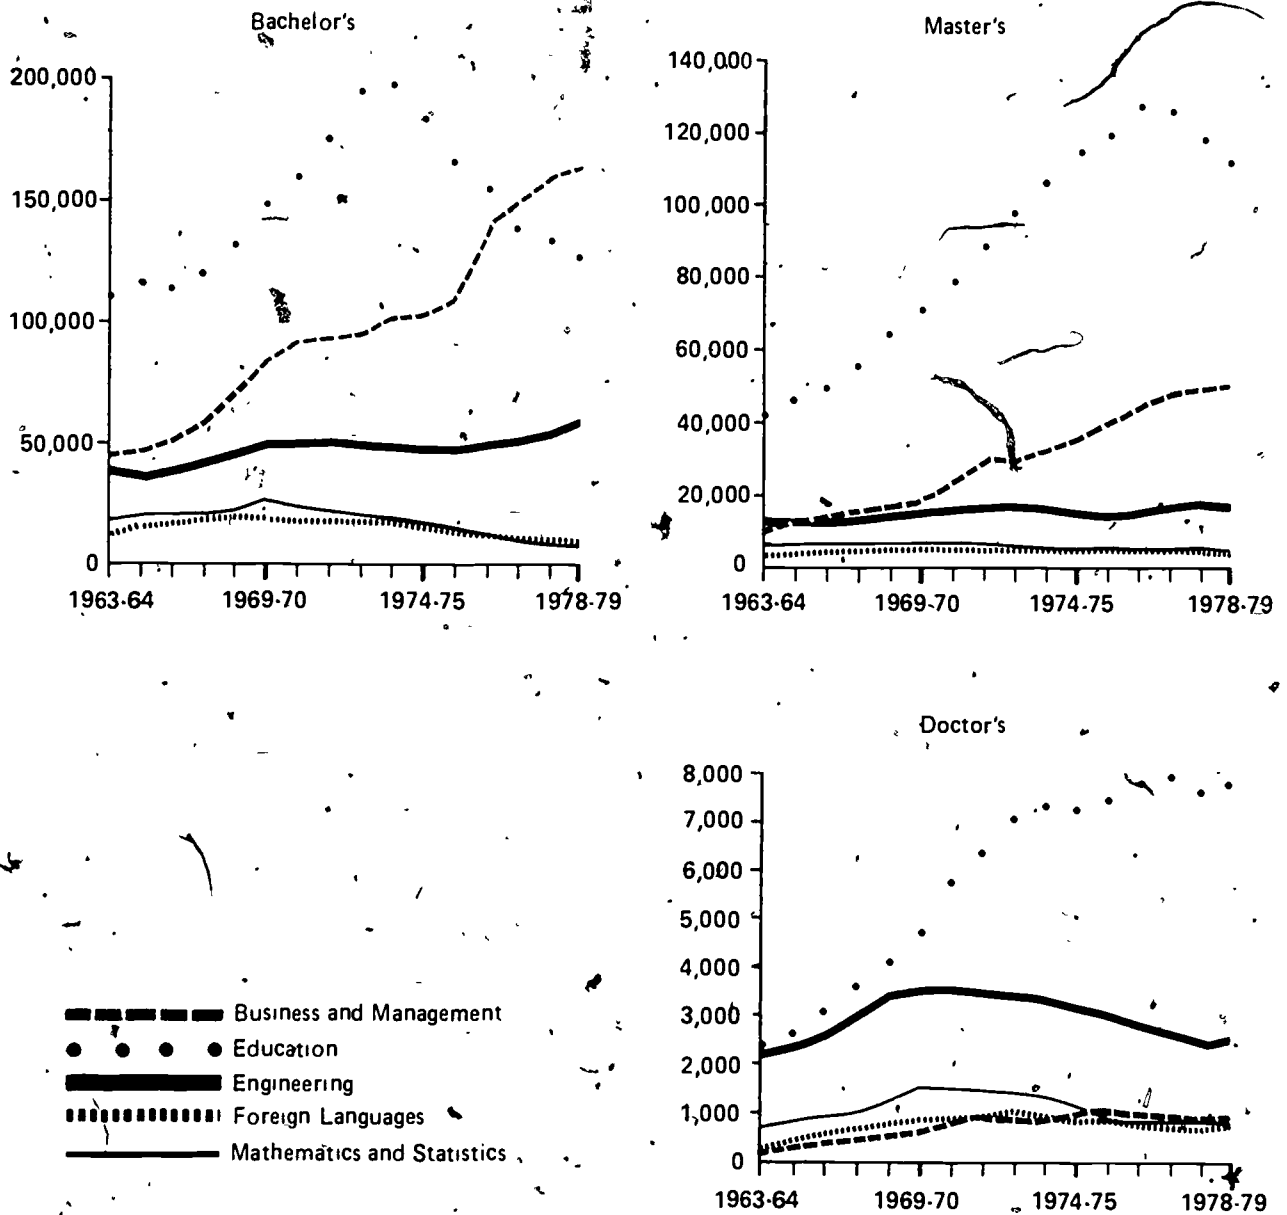 Bachelor's
200,000
150,000
100,000
50,000
0
1963-64 1969-70 1974-75 1978-79
Master's
140,000
120,000
100,000
80,000
60,000
40,000
20,000
0
1963-64 1969-70 1974-75 1978-79
Doctor's
8,000
7,000
6,000
5,000
4,000
3,000
2,000
1,000
0
1963-64 1969-70 1974-75 1978-79
Business and Management
Education
Engineering
Foreign Languages
Mathematics and Statistics